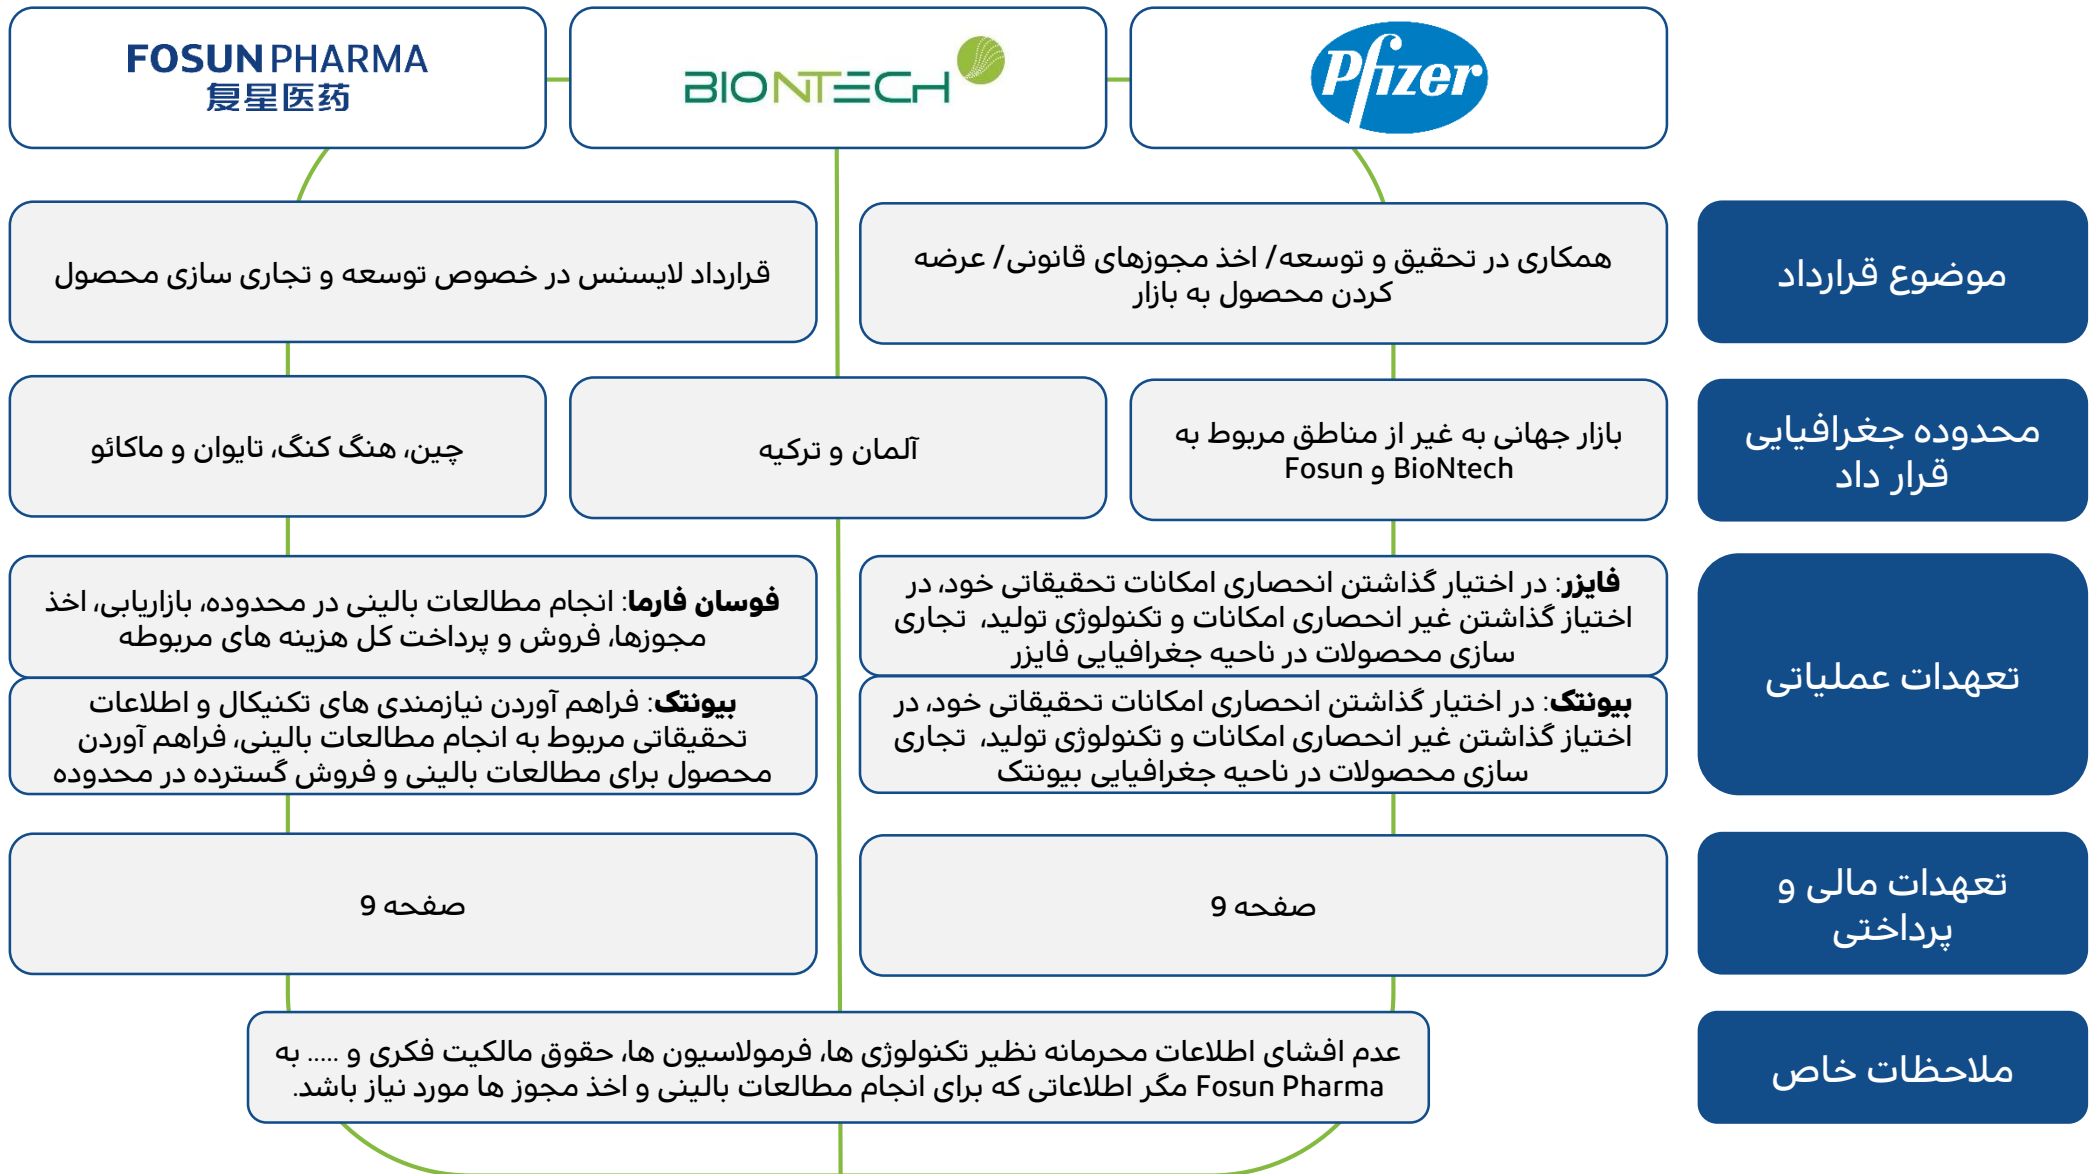 Pfizer
BIONTECH
FOSUN PHARMA
复星医药
موضوع قرارداد
همکاری در تحقیق و توسعه/ اخذ مجوزهای قانونی/ عرضه
کردن محصول به بازار
قرارداد لایسنس در خصوص توسعه و تجاری سازی محصول
محدوده جغرافیایی
قرار داد
بازار جهانی به غیر از مناطق مربوط به
BioNtech و Fosun
آلمان و ترکیه
چین، هنگ کنگ، تایوان و ماکائو
تعهدات عملیاتی
فایزر: در اختیار گذاشتن انحصاری امکانات تحقیقاتی خود، در
اختیاز گذاشتن غیر انحصاری امکانات و تکنولوژی تولید، تجاری
سازی محصولات در ناحیه جغرافیایی فایزر
بیونتک: در اختیار گذاشتن انحصاری امکانات تحقیقاتی خود، در
اختیاز گذاشتن غیر انحصاری امکانات و تکنولوژی تولید، تجاری
سازی محصولات در ناحیه جغرافیایی بیونتک
فوسان فارما: انجام مطالعات بالینی در محدوده، بازاریابی، اخذ
مجوزها، فروش و پرداخت کل هزینه های مربوطه
بیونتک: فراهم آوردن نیازمندی های تکنیکال و اطلاعات
تحقیقاتی مربوط به انجام مطالعات بالینی، فراهم آوردن
محصول برای مطالعات بالینی و فروش گسترده در محدوده
تعهدات مالی و
پرداختی
صفحه 9
صفحه 9
ملاحظات خاص
عدم افشای اطلاعات محرمانه نظیر تکنولوژی ها، فرمولاسیون ها، حقوق مالکیت فکری و ..... به
Fosun Pharma مگر اطلاعاتی که برای انجام مطالعات بالینی و اخذ مجوز ها مورد نیاز باشد.